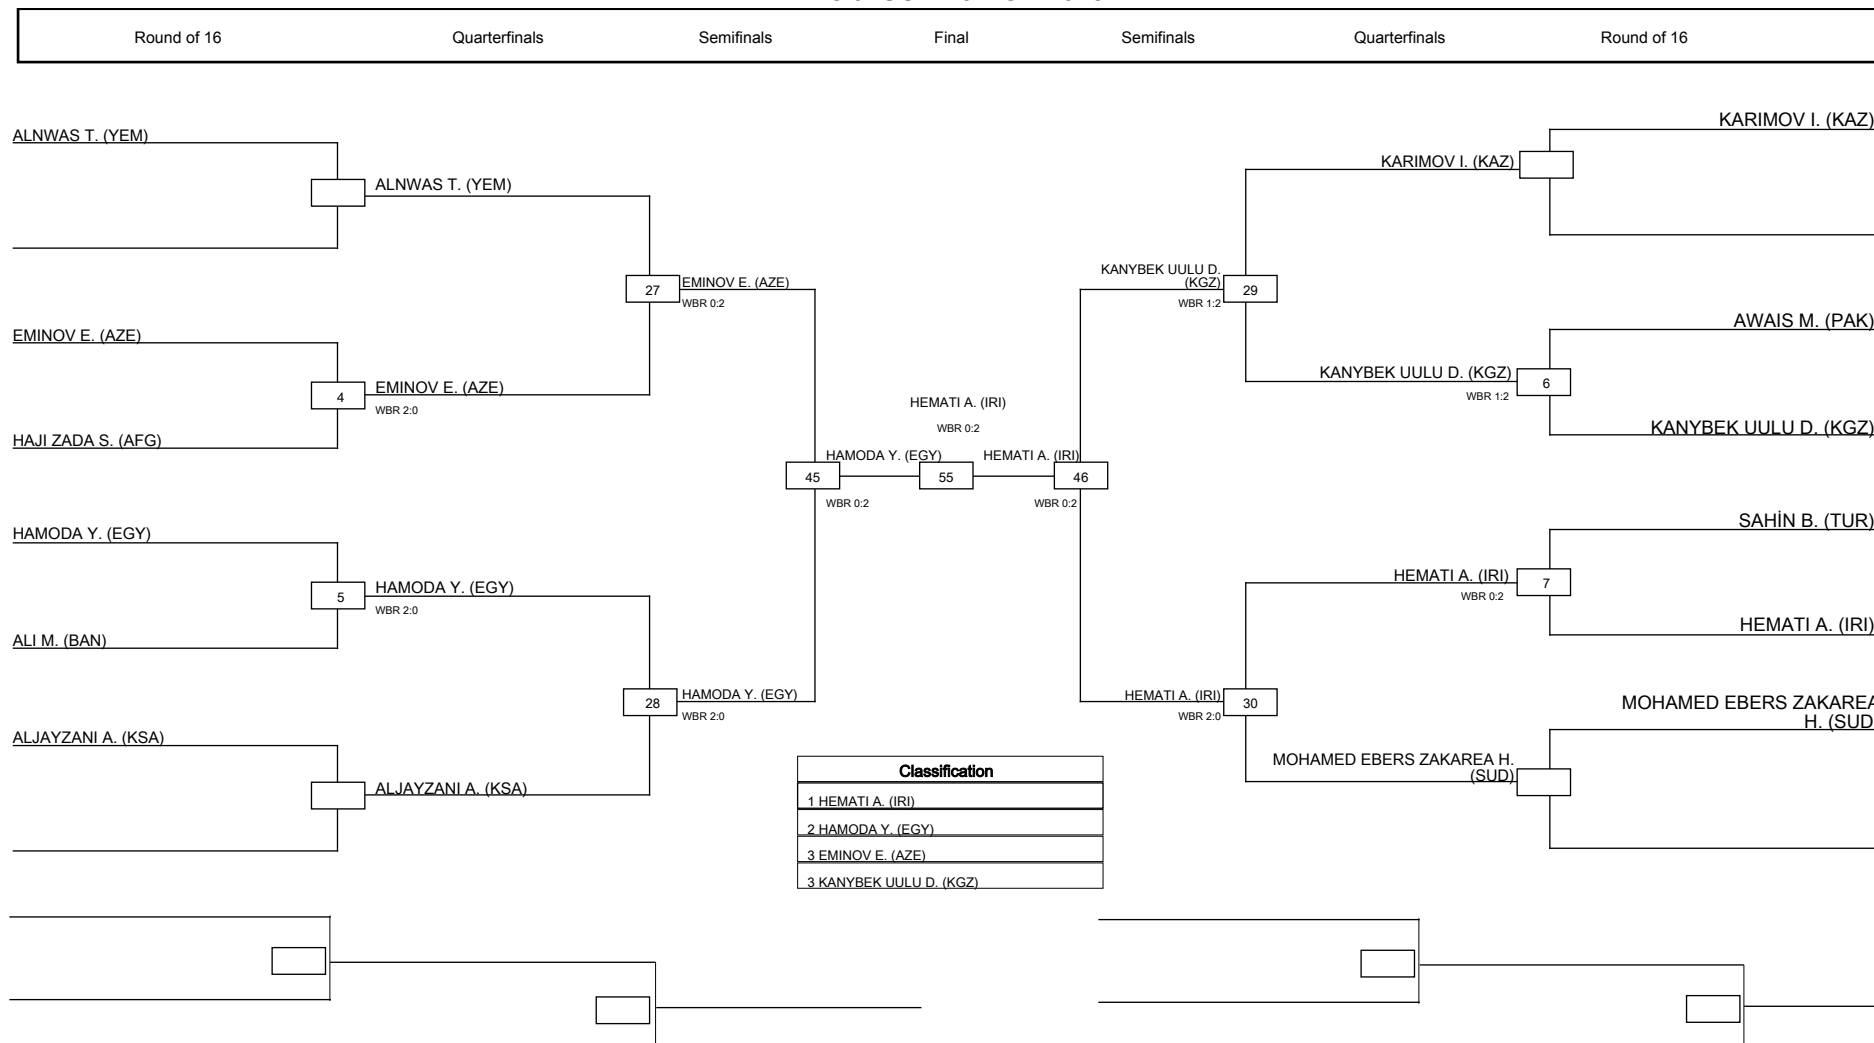 Round of 16 Quarterfinals Semifinals Final Semifinals Quarterfinals Round of 16
KARIMOV I. (KAZ)
ALNWAS T. (YEM)
KARIMOV I. (KAZ)
ALNWAS T. (YEM)
KANYBEK UULU D.
(KGZ)
EMINOV E. (AZE)
27
29
WBR 0:2
WBR 1:2
AWAIS M. (PAK)
EMINOV E. (AZE)
KANYBEK UULU D. (KGZ)
6
EMINOV E. (AZE)
4
WBR 1:2
WBR 2:0
HEMATI A. (IRI)
WBR 0:2
KANYBEK UULU D. (KGZ)
HAJI ZADA S. (AFG)
HAMODA Y. (EGY)
HEMATI A. (IRI)
45
55
46
WBR 0:2
WBR 0:2
SAHİN B. (TUR)
HAMODA Y. (EGY)
HEMATI A. (IRI)
7
HAMODA Y. (EGY)
5
WBR 0:2
WBR 2:0
HEMATI A. (IRI)
ALI M. (BAN)
HAMODA Y. (EGY)
28
WBR 2:0
HEMATI A. (IRI)
30
WBR 2:0
MOHAMED EBERS ZAKAREA
H. (SUD
ALJAYZANI A. (KSA)
MOHAMED EBERS ZAKAREA H.
(SUD)
ALJAYZANI A. (KSA)
Classification
1 HEMATI A. (IRI)
2 HAMODA Y. (EGY)
3 EMINOV E. (AZE)
3 KANYBEK UULU D. (KGZ)